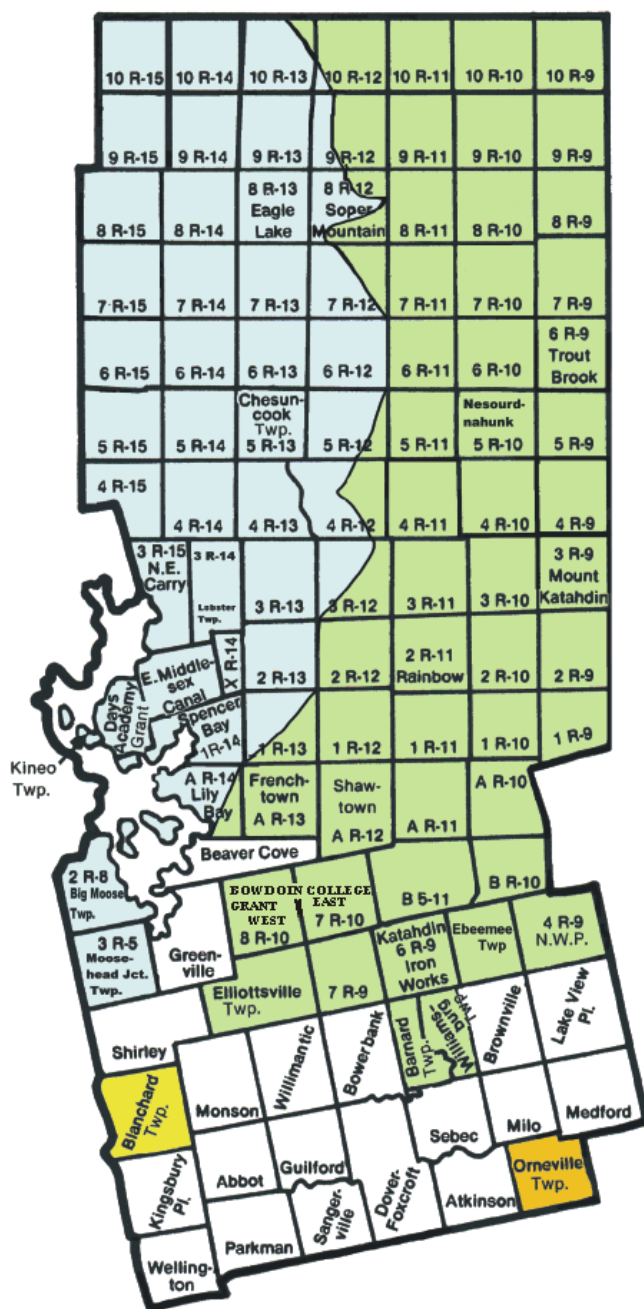 10 R-15
10 R-14
10 R-13
10 R-12
10 R-11
10 R-10
10 R-9
9 R-15
9 R-14
9 R-13
9 R-12
9 R-11
9 R-10
9 R-9
8 R-15
8 R-14
8 R-13
Eagle
Lake
8 R-12
Soper
Mountain
8 R-11
8 R-10
8 R-9
7 R-15
7 R-14
7 R-13
7 R-12
7 R-11
7 R-10
7 R-9
6 R-15
6 R-14
6 R-13
6 R-12
6 R-11
6 R-10
6 R-9
Trout
Brook
5 R-15
5 R-14
Chesun-
cook
Twp.
5 R-13
5 R-12
5 R-11
Nesourd-
nahunk
5 R-10
5 R-9
4 R-15
4 R-14
4 R-13
4 R-12
4 R-11
4 R-10
4 R-9
3 R-15
N.E.
Carry
3 R-14
Lobster
Twp.
3 R-13
3 R-12
3 R-11
3 R-10
3 R-9
Mount
Katahdin
E. Middle-
sex
Canal
X R-14
2 R-13
2 R-12
2 R-11
Rainbow
2 R-10
2 R-9
Days
Academy
Grant
Kineo
Twp.
Spencer
Bay
1R-14
1 R-13
1 R-12
1 R-11
1 R-10
1 R-9
A R-14
Lily
Bay
French-
town
A R-13
Shaw-
town
A R-12
A R-11
A R-10
Beaver Cove
2 R-8
Big Moose
Twp.
BOWDOIN COLLEGE
GRANT
WEST
8 R-10
EAST
7 R-10
B 5-11
B R-10
3 R-5
Moose-
head Jct.
Twp.
Green-
ville
Elliottsville
Twp.
7 R-9
Katahdin
6 R-9
Iron
Works
Ebeemee
Twp
4 R-9
N.W.P.
Shirley
Willimantic
Bowerbank
Barnard
Twp.
Williams-
burg
Twp.
Brownville
Lake View
Pl.
Blanchard
Twp.
Monson
Sebec
Milo
Medford
Kingsbury
Pl.
Abbot
Guilford
Dover-
Foxcroft
Atkinson
Orneville
Twp.
Welling-
ton
Parkman
Sanger-
ville